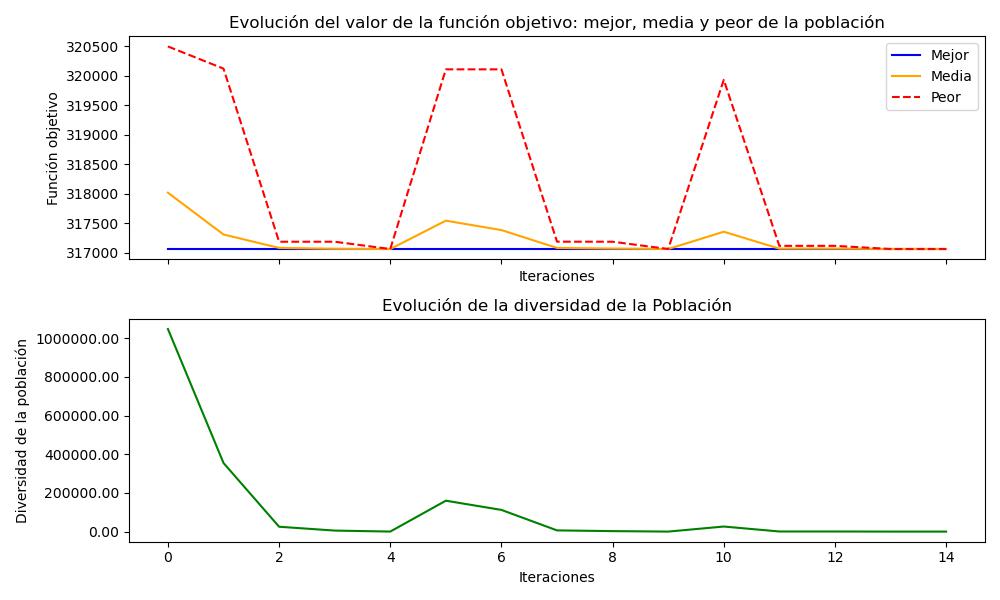 Evolución del valor de la función objetivo: mejor, media y peor de la población
Función objetivo
320500
320000
319500
319000
318500
318000
317500
317000
Mejor
Media
Peor
Iteraciones
Evolución de la diversidad de la Población
Diversidad de la población
1000000.00
800000.00
600000.00
400000.00
200000.00
0.00
0 2 4 6 8 10 12 14
Iteraciones